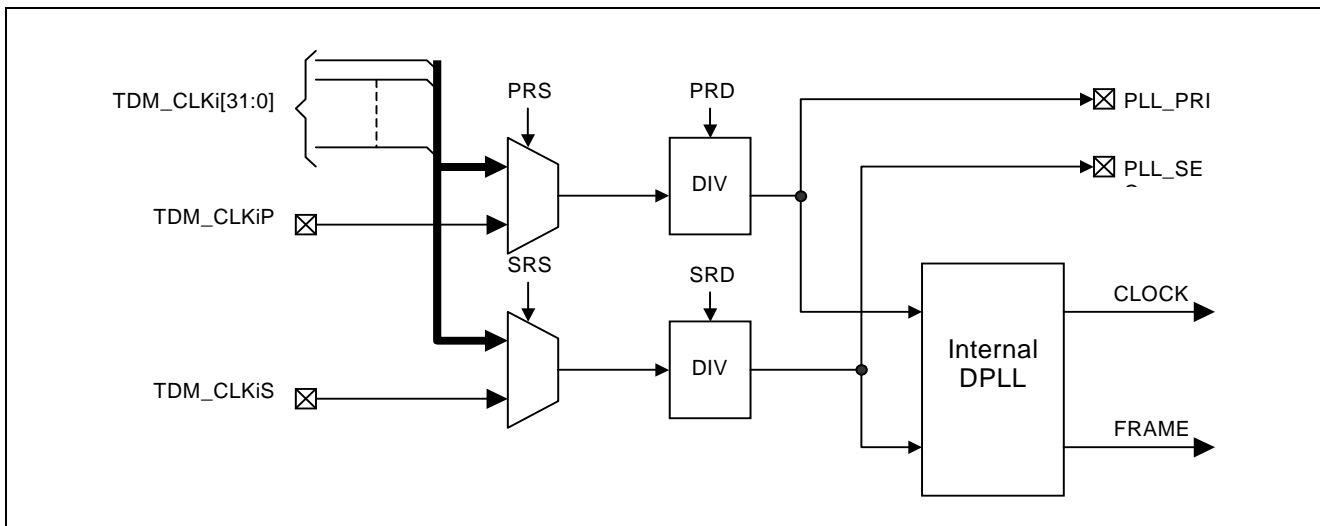 TDM_CLKi[31:0]
PRS
PRD
PLL_PRI
DIV
PLL_SE
TDM_CLKiP
SRS
SRD
CLOCK
Internal
DPLL
DIV
TDM_CLKiS
FRAME